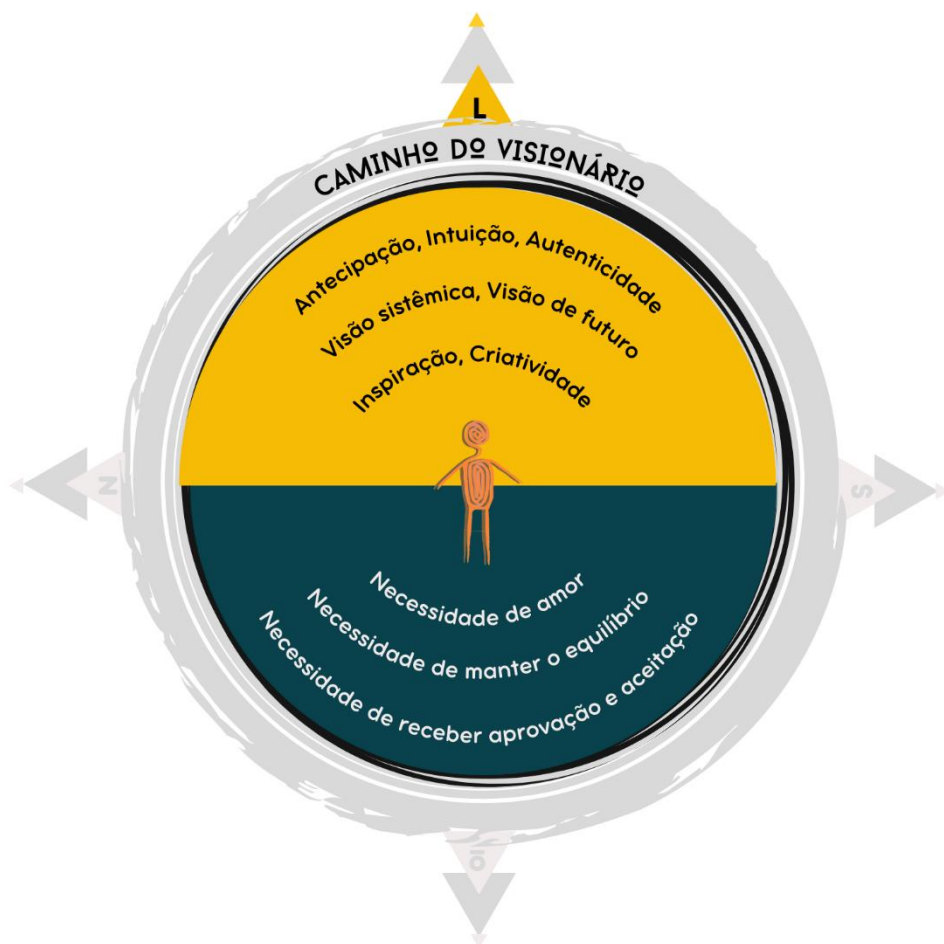 L
CAMINHO DO VISIONÁRIO
Antecipação, Intuição, Autenticidade
Visão sistêmica, Visão de futuro
Inspiração, Criatividade
N
S
Necessidade de amor
Necessidade de manter o equilíbrio
Necessidade de receber aprovação e aceitação
O